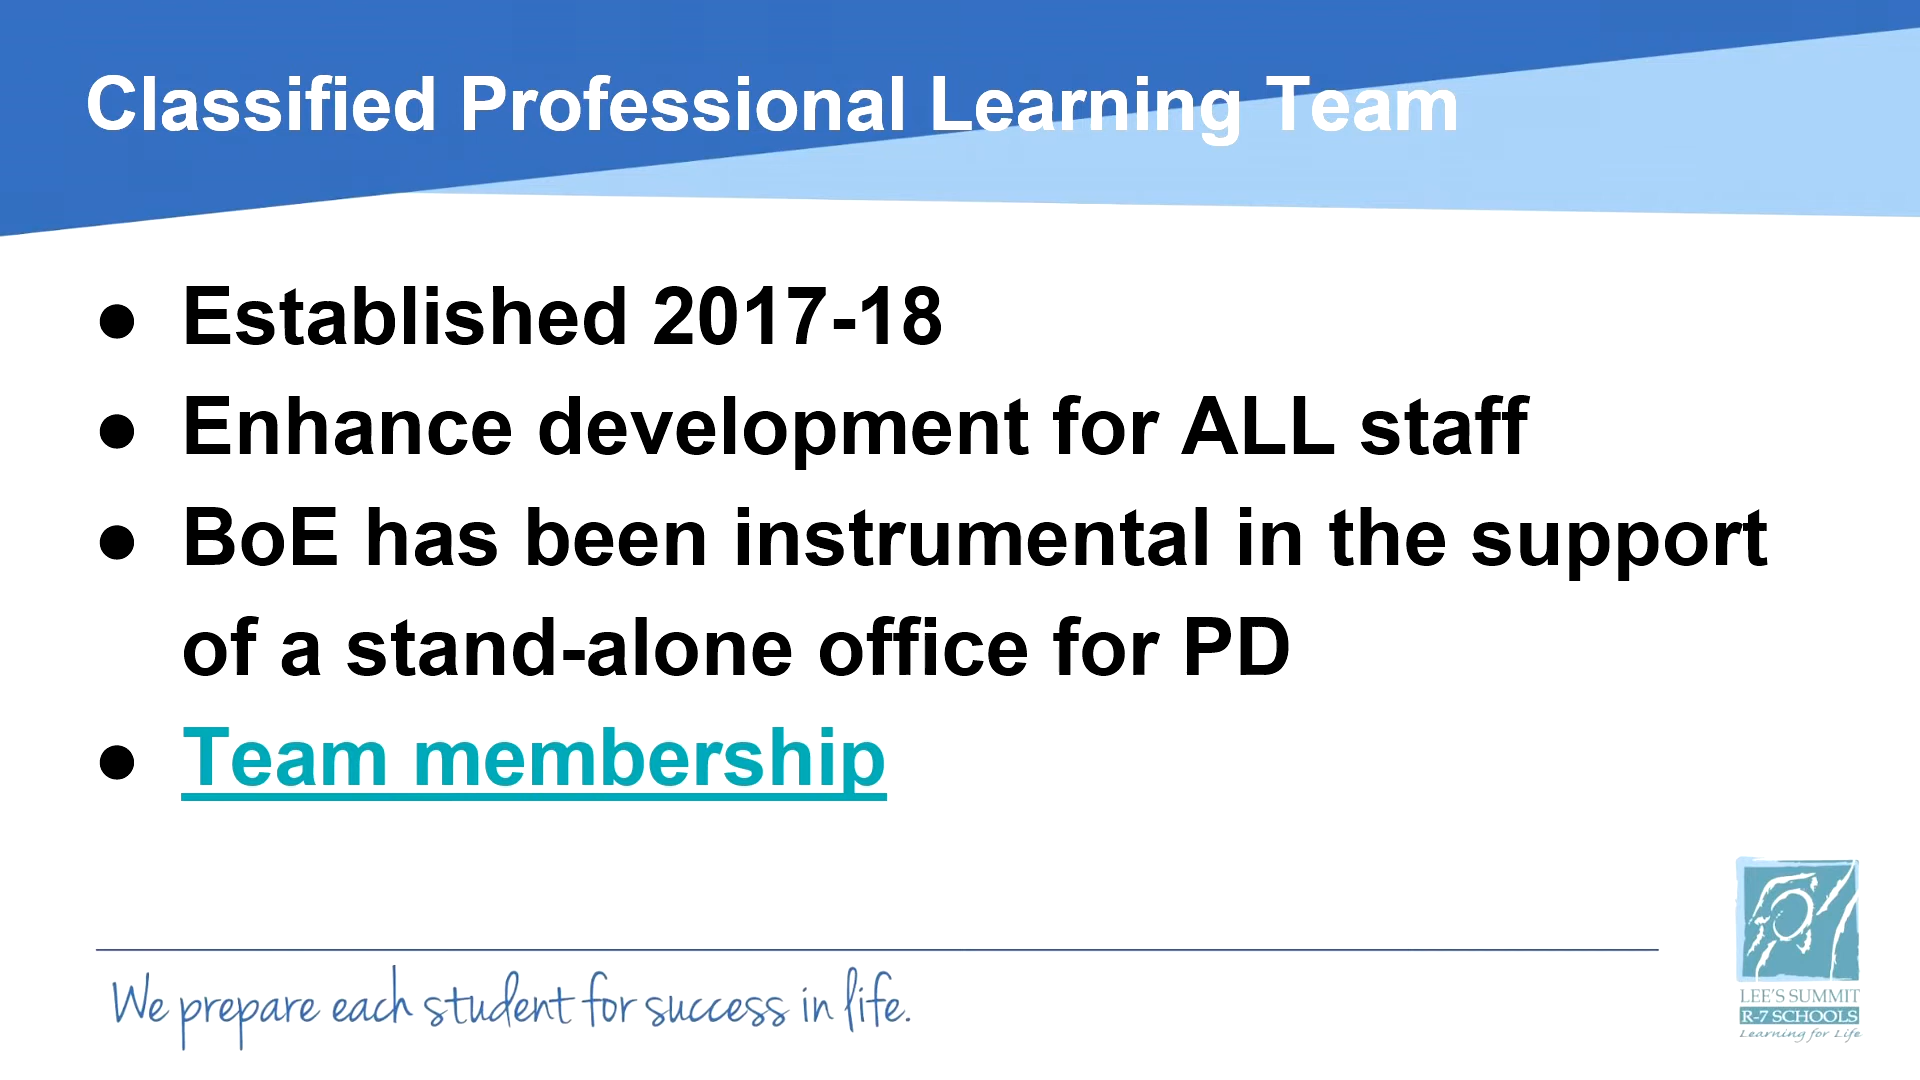 Classified Professional Learning Team
● Established 2017-18
● Enhance development for ALL staff
● BoE has been instrumental in the support
of a stand-alone office for PD
● Team membership
We prepare each student for success in life.
LEE'S SUMMIT
R-7 SCHOOLS
Learning for Life